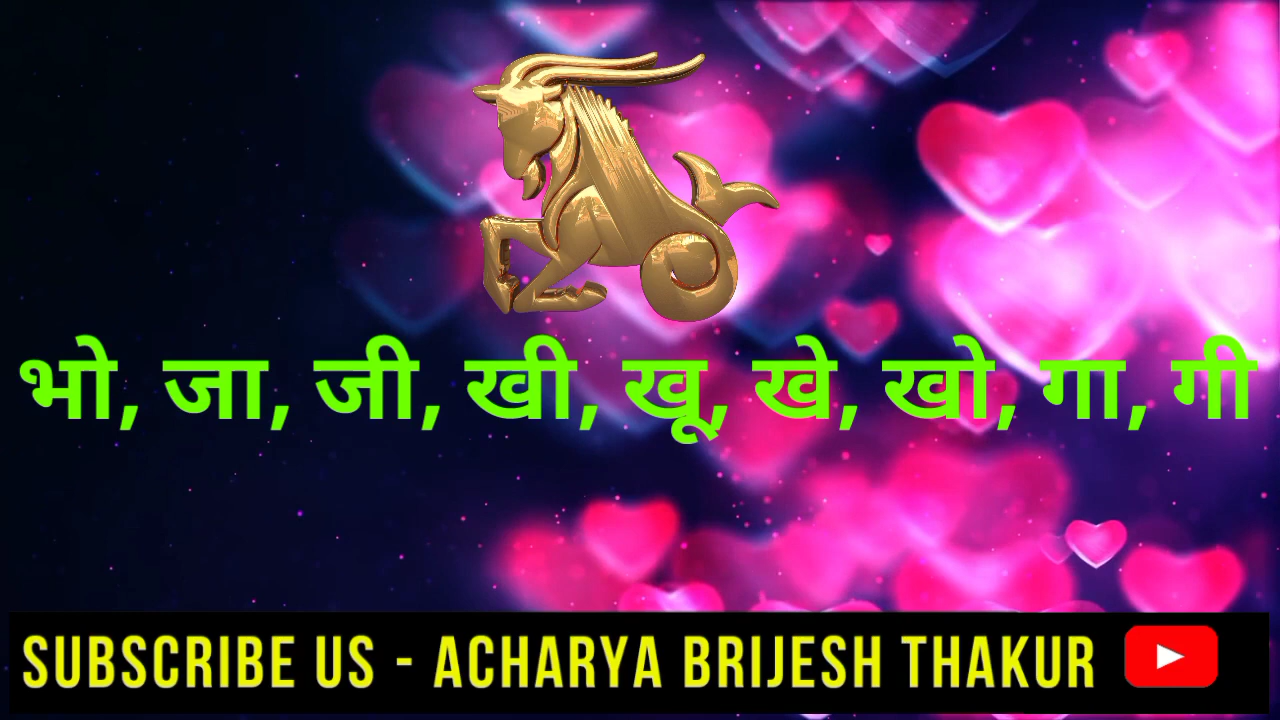 भो, जा, जी, खी, खू, खे, खो, गा, गी
SUBSCRIBE US - ACHARYA BRIJESH THAKUR